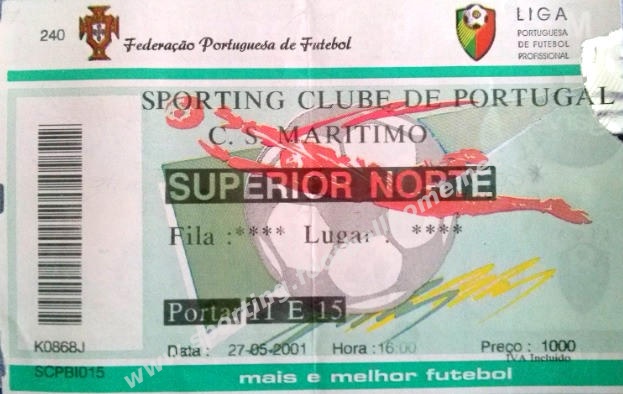 240
Federação Portuguesa de Futebol
LIGA
PORTUGUESA
DE FUTEBOL
PROFISSIONAL
SPORTING CLUBE DE PORTUGAL
C. S. MARITIMO
SUPERIOR NORTE
Fila :**** Lugar : ****
Porta 11 E 15
K0868J
Data : 27-05-2001 Hora :16:00 Preço : 1000
IVA Incluido
SCPBI015
mais e melhor futebol